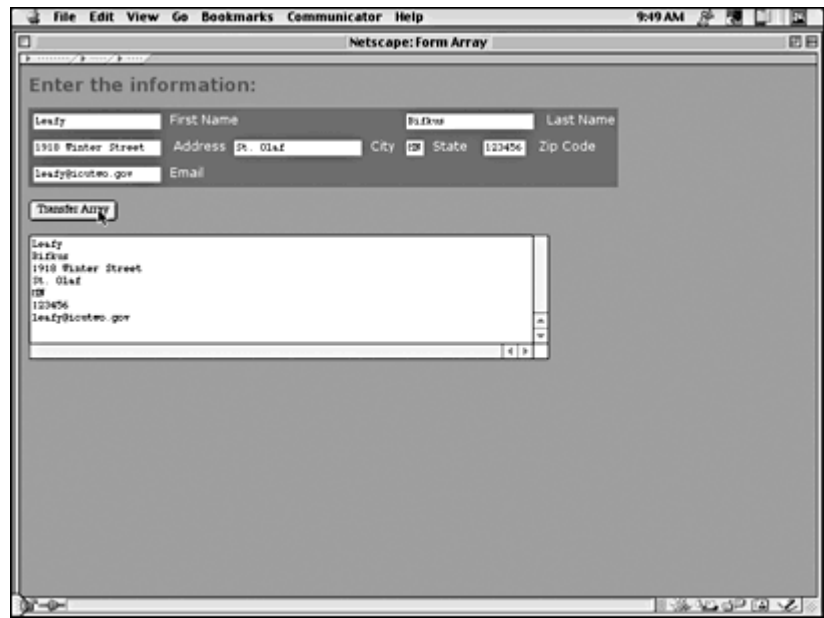 File Edit View Go Bookmarks Communicator Help 9:49 AM
Netscape: Form Array
Enter the information:
Leafy First Name Bifkus Last Name
1918 Winter Street Address St. Olaf City MN State 123456 Zip Code
leafy@icutwo.gov Email
Transfer Array
Leafy
Bifkus
1918 Winter Street
St. Olaf
MN
123456
leafy@icutwo.gov